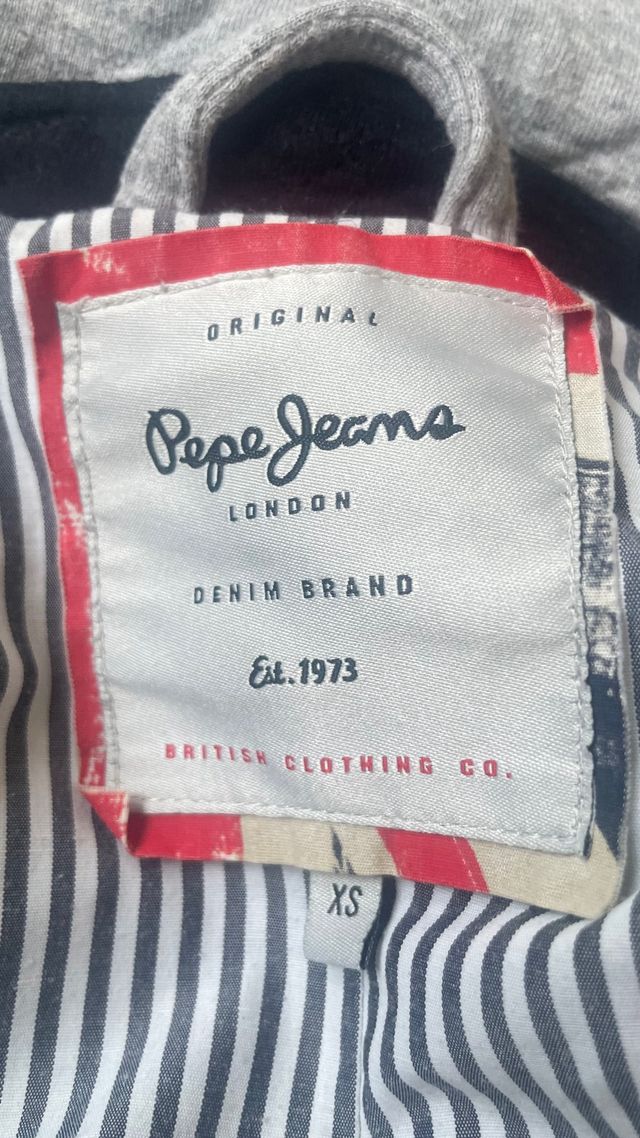 ORIGINAL
Pepe Jeans
LONDON
DENIM BRAND
Est. 1973
BRITISH CLOTHING CO.
XS